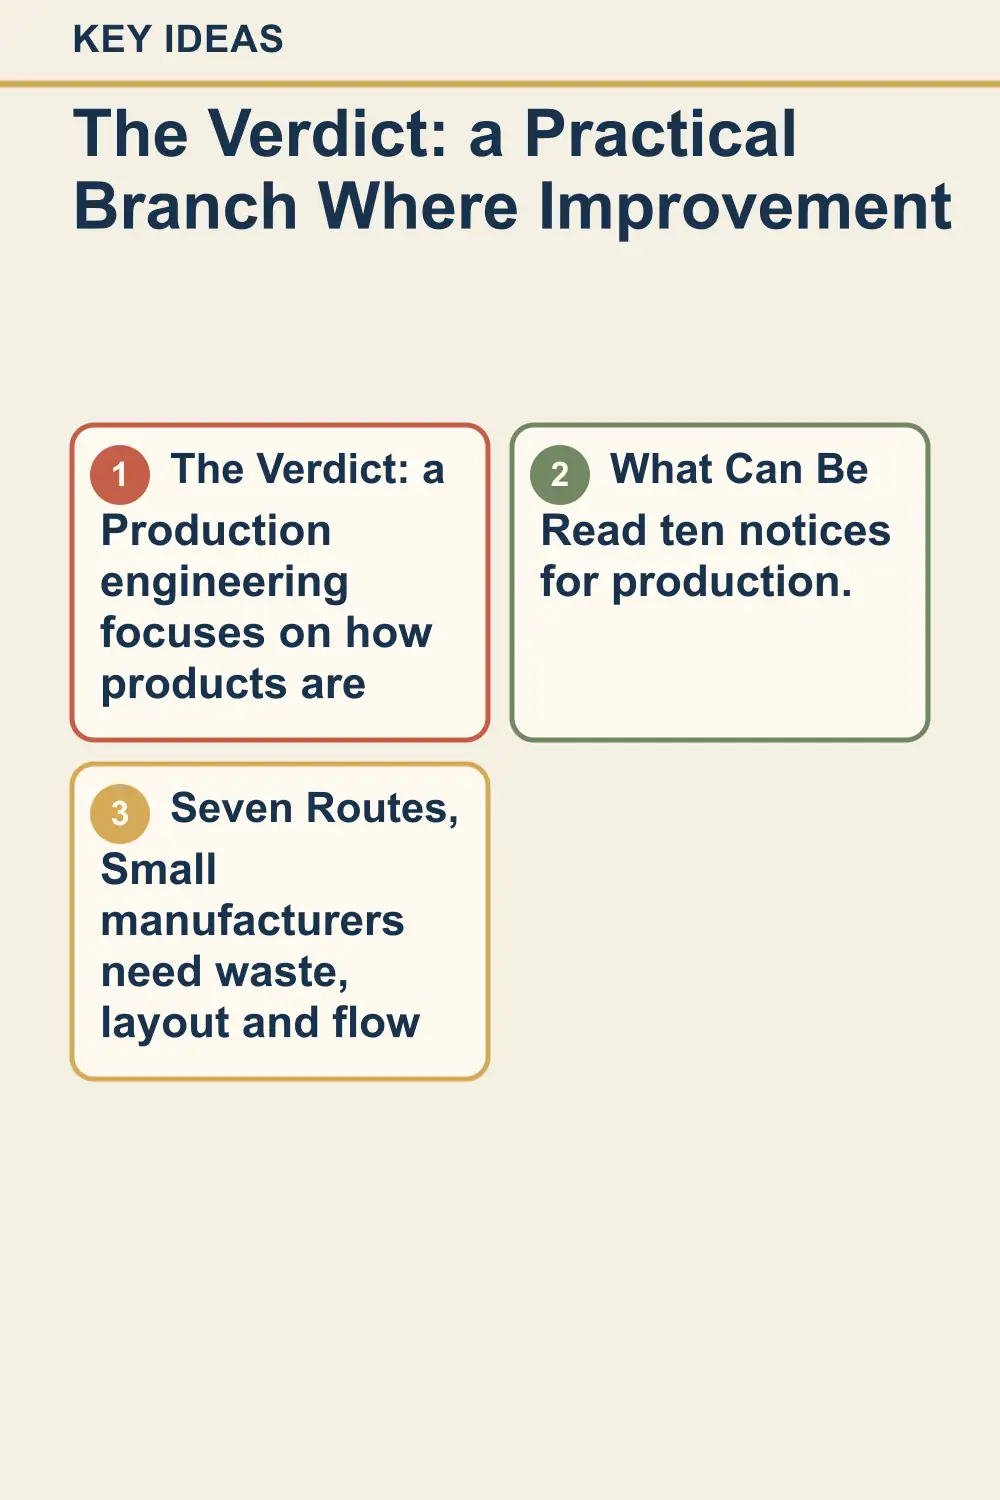 KEY IDEAS
The Verdict: a Practical
Branch Where Improvement
1 The Verdict: a
Production
engineering
focuses on how
products are
2 What Can Be
Read ten notices
for production.
3 Seven Routes,
Small
manufacturers
need waste,
layout and flow